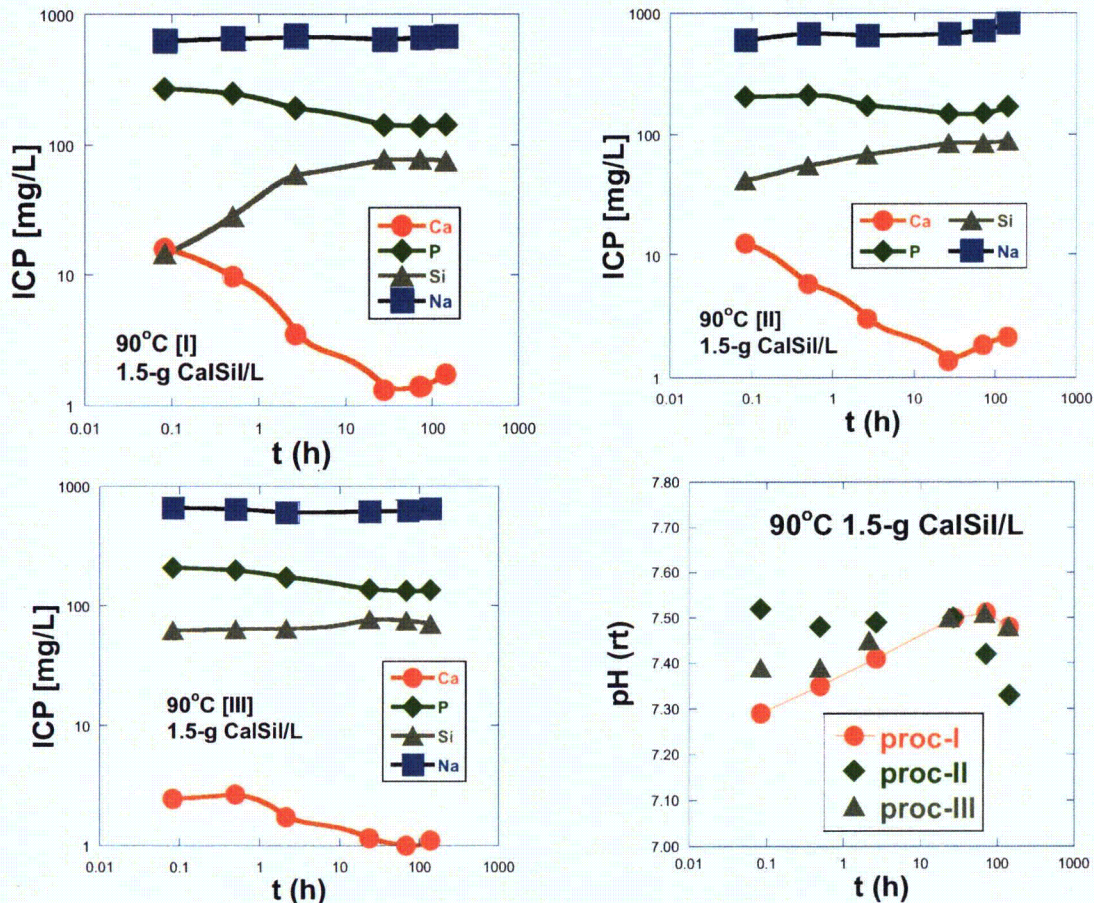 1000
100
10
1
ICP [mg/L]
Ca
P
Si
Na
90°C [I]
1.5-g CalSil/L
0.01 0.1 1 10 100 1000
t (h)
1000
100
10
1
ICP [mg/L]
Ca Si
P Na
90°C [II]
1.5-g CalSil/L
0.01 0.1 1 10 100 1000
t (h)
1000
100
10
1
ICP [mg/L]
Ca
P
Si
Na
90°C [III]
1.5-g CalSil/L
0.01 0.1 1 10 100 1000
t (h)
7.80
7.70
7.60
7.50
7.40
7.30
7.20
7.10
7.00
pH (rt)
90°C 1.5-g CalSil/L
proc-I
proc-II
proc-III
0.01 0.1 1 10 100 1000
t (h)